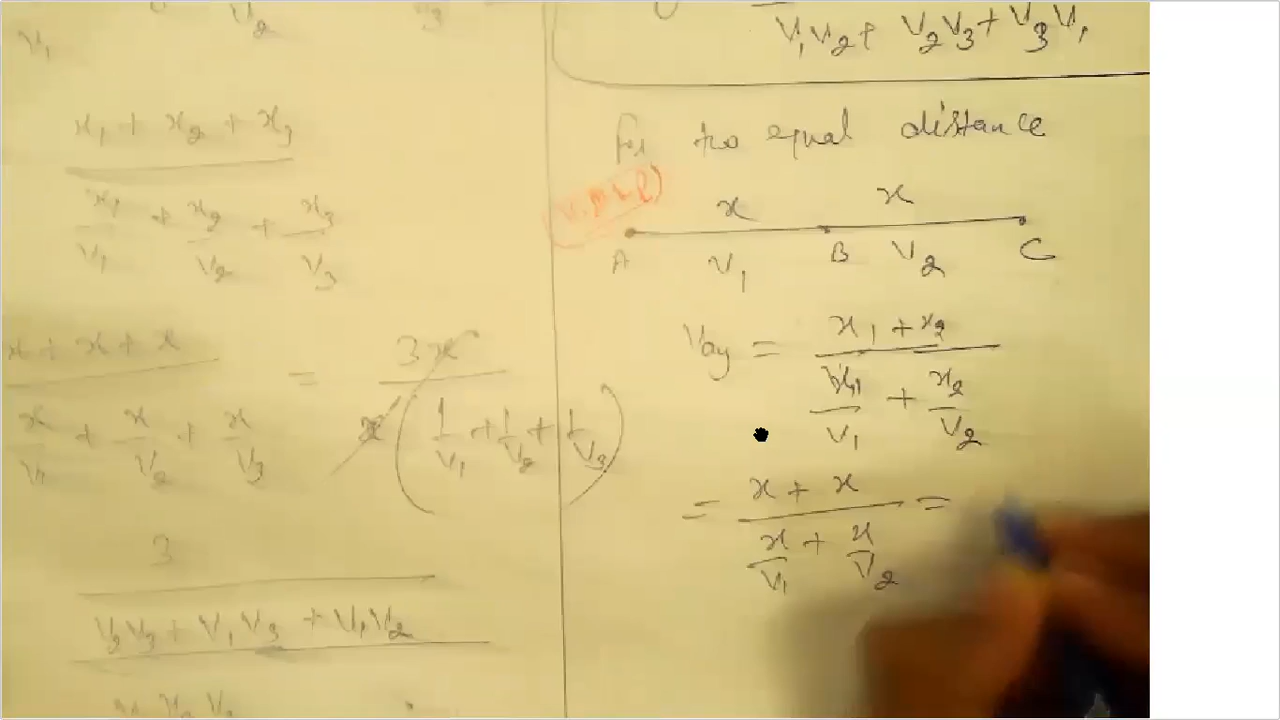 V₁ V₂
x₁ + x₂ + x₃
x₁/V₁ + x₂/V₂ + x₃/V₃
x + x + x = 3x
x/V₁ + x/V₂ + x/V₃ x (1/V₁ + 1/V₂ + 1/V₃)
3
V₂V₃ + V₁V₃ + V₁V₂
V₁V₂ + V₂V₃ + V₃V₁
for two equal distance
x x
A V₁ B V₂ C
Vav = x₁ + x₂
x₁/V₁ + x₂/V₂
= x + x =
x/V₁ + x/V₂